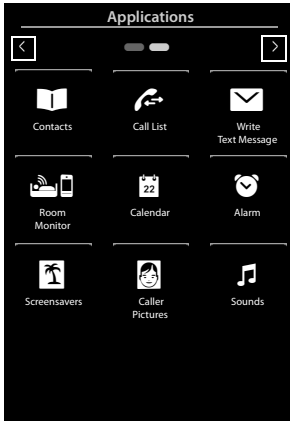 Applications
Contacts
Call List
Write
Text Message
22
Room
Monitor
Calendar
Alarm
Screensavers
Caller
Pictures
Sounds